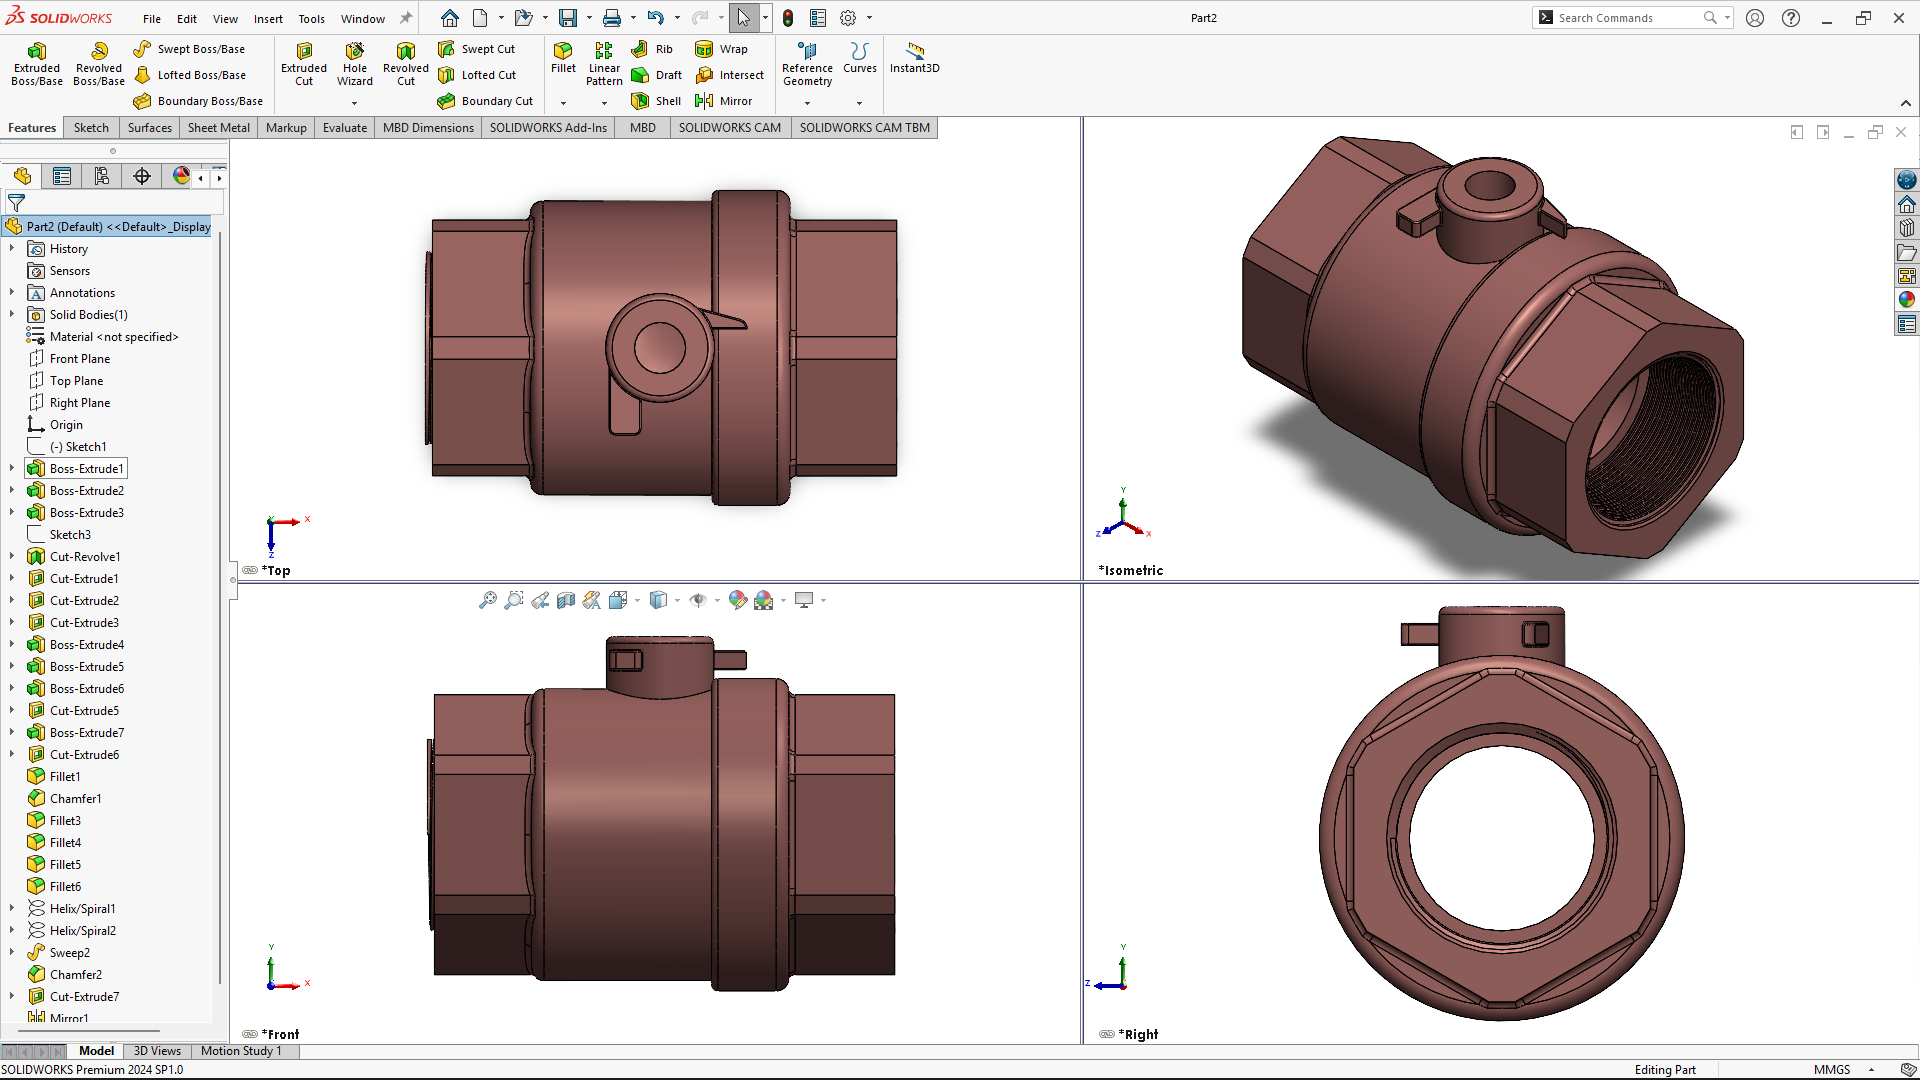 SOLIDWORKS
File Edit View Insert Tools Window
Part2
Search Commands
Extruded Boss/Base
Revolved Boss/Base
Swept Boss/Base
Lofted Boss/Base
Boundary Boss/Base
Extruded Cut
Hole Wizard
Revolved Cut
Swept Cut
Lofted Cut
Boundary Cut
Fillet
Linear Pattern
Rib
Draft
Shell
Wrap
Intersect
Mirror
Reference Geometry
Curves
Instant3D
Features Sketch Surfaces Sheet Metal Markup Evaluate MBD Dimensions SOLIDWORKS Add-Ins MBD SOLIDWORKS CAM SOLIDWORKS CAM TBM
Part2 (Default) <<Default>_Display
History
Sensors
Annotations
Solid Bodies(1)
Material <not specified>
Front Plane
Top Plane
Right Plane
Origin
(-) Sketch1
Boss-Extrude1
Boss-Extrude2
Boss-Extrude3
Sketch3
Cut-Revolve1
Cut-Extrude1
Cut-Extrude2
Cut-Extrude3
Boss-Extrude4
Boss-Extrude5
Boss-Extrude6
Cut-Extrude5
Boss-Extrude7
Cut-Extrude6
Fillet1
Chamfer1
Fillet3
Fillet4
Fillet5
Fillet6
Helix/Spiral1
Helix/Spiral2
Sweep2
Chamfer2
Cut-Extrude7
Mirror1
X
Z
*Top
Y
Z X
*Isometric
Y
X
*Front
Y
Z
*Right
Model 3D Views Motion Study 1
SOLIDWORKS Premium 2024 SP1.0
Editing Part
MMGS